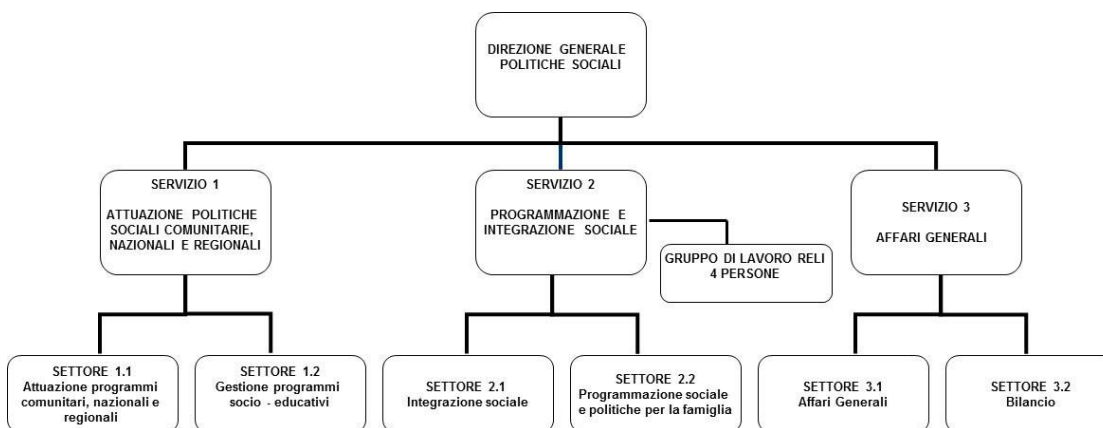 DIREZIONE GENERALE
POLITICHE SOCIALI
SERVIZIO 1
ATTUAZIONE POLITICHE
SOCIALI COMUNITARIE,
NAZIONALI E REGIONALI
SERVIZIO 2
PROGRAMMAZIONE E
INTEGRAZIONE SOCIALE
SERVIZIO 3
AFFARI GENERALI
GRUPPO DI LAVORO RELI
4 PERSONE
SETTORE 1.1
Attuazione programmi
comunitari, nazionali e
regionali
SETTORE 1.2
Gestione programmi
socio - educativi
SETTORE 2.1
Integrazione sociale
SETTORE 2.2
Programmazione sociale
e politiche per la famiglia
SETTORE 3.1
Affari Generali
SETTORE 3.2
Bilancio